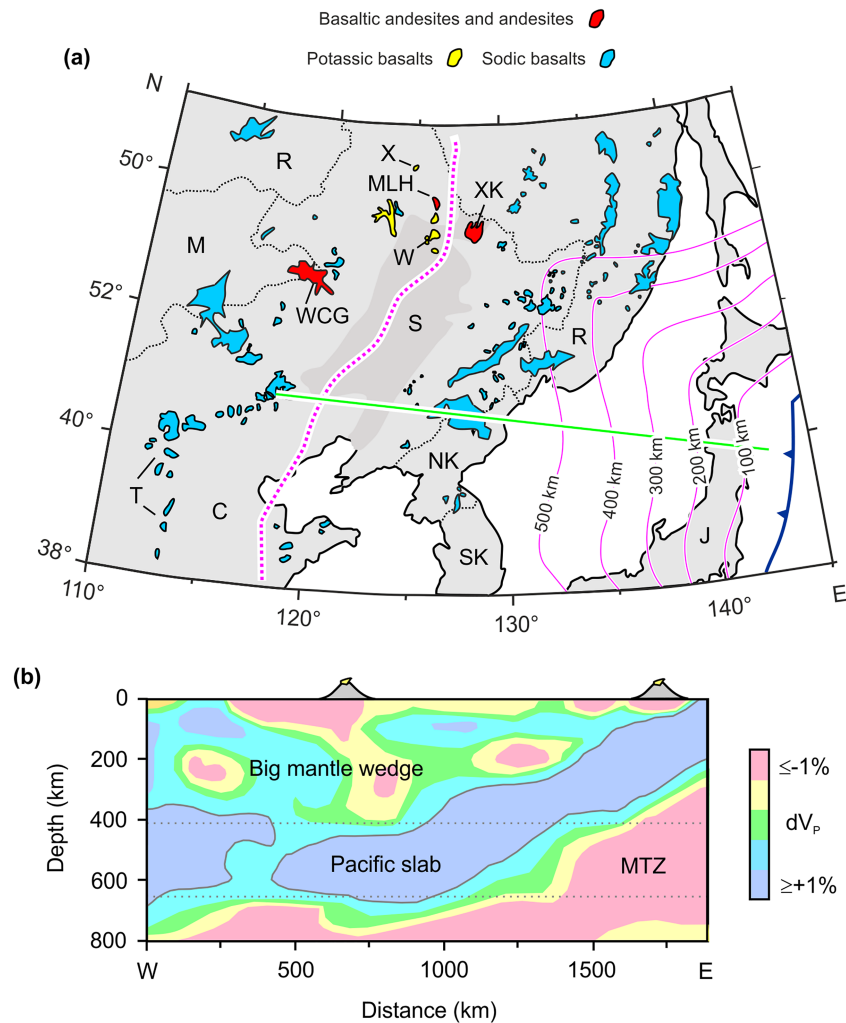 Basaltic andesites and andesites
(a)
Potassic basalts Sodic basalts
N
50°
R
X
MLH
XK
M
W
52°
WCG
S
R
40°
NK
500 km
400 km
300 km
200 km
100 km
T
C
J
38°
SK
110°
E
120°
130°
140°
(b)
0
200
400
600
800
Depth (km)
Big mantle wedge
Pacific slab
MTZ
≤-1%
dVP
≥+1%
W
500
1000
1500
E
Distance (km)